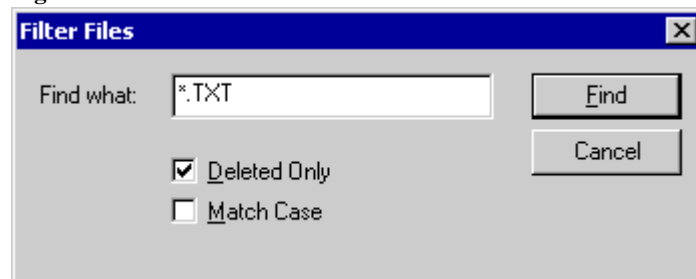 Filter Files
Find what: *.TXT Find
Cancel
Deleted Only
Match Case